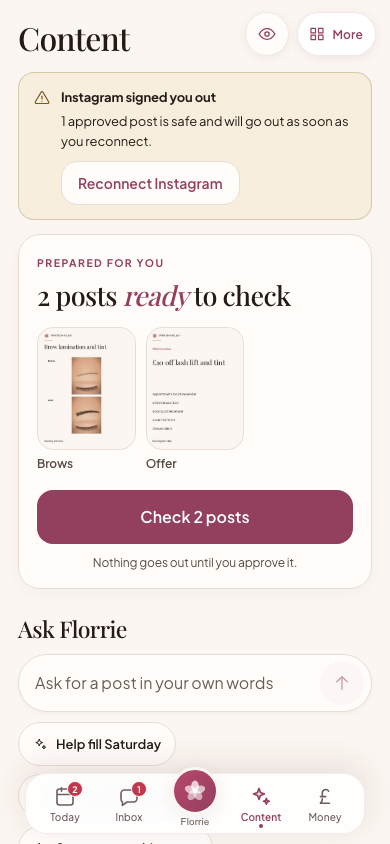 Content
More
Instagram signed you out
1 approved post is safe and will go out as soon as
you reconnect.
Reconnect Instagram
PREPARED FOR YOU
2 posts ready to check
Brow lamination and tint
£10 off lash lift and tint
Brows
Offer
Check 2 posts
Nothing goes out until you approve it.
Ask Florrie
Ask for a post in your own words
Help fill Saturday
2
1
Today
Inbox
Florrie
Content
Money